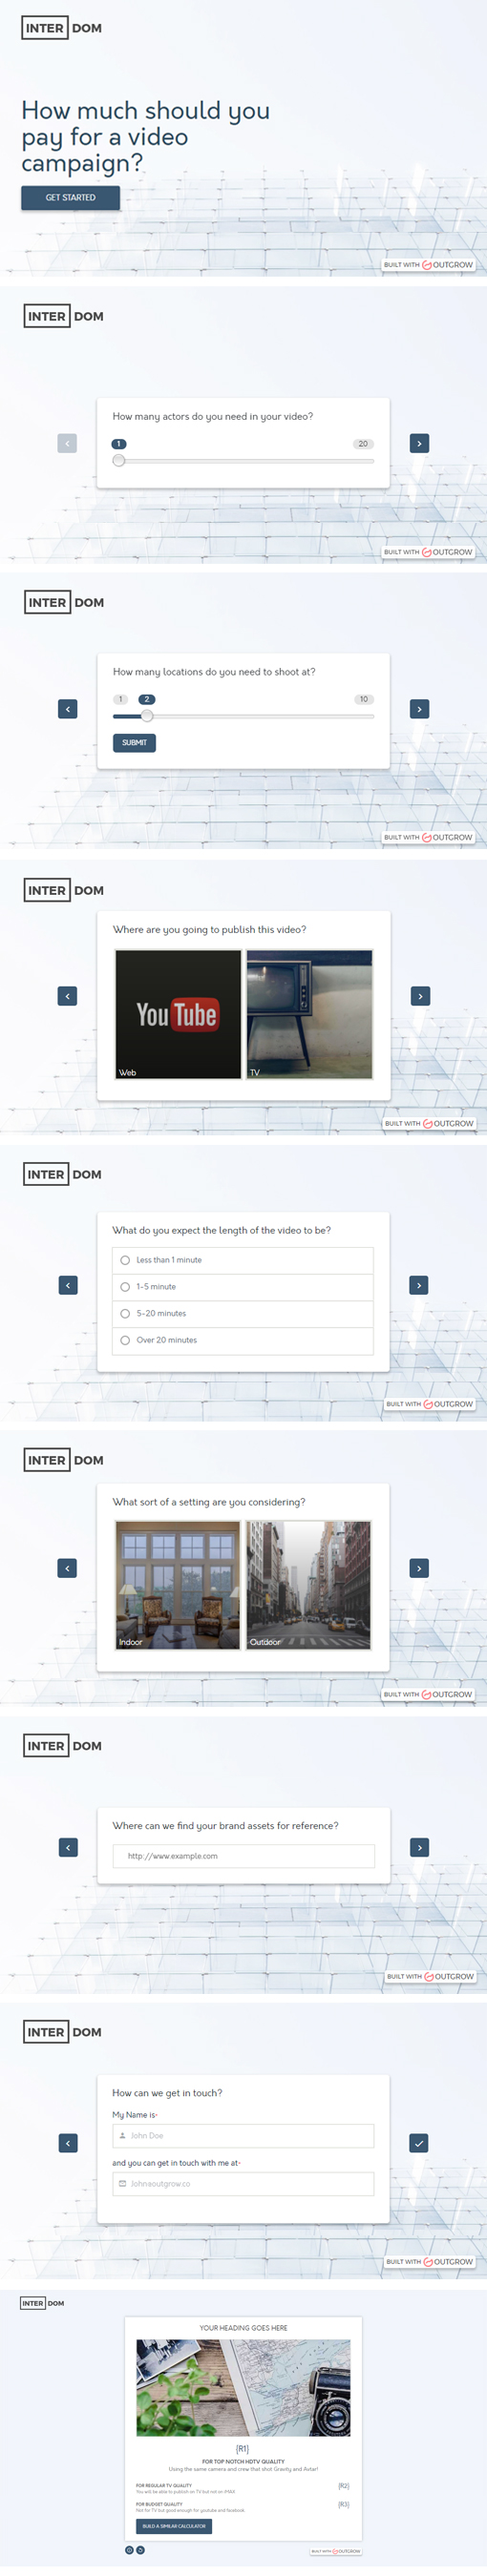 INTER DOM
How much should you
pay for a video
campaign?
GET STARTED
BUILT WITH OUTGROW
INTER DOM
How many actors do you need in your video?
1 20
BUILT WITH OUTGROW
INTER DOM
How many locations do you need to shoot at?
1 2 10
SUBMIT
BUILT WITH OUTGROW
INTER DOM
Where are you going to publish this video?
YouTube
Web TV
BUILT WITH OUTGROW
INTER DOM
What do you expect the length of the video to be?
Less than 1 minute
1-5 minute
5-20 minutes
Over 20 minutes
BUILT WITH OUTGROW
INTER DOM
What sort of a setting are you considering?
Indoor Outdoor
BUILT WITH OUTGROW
INTER DOM
Where can we find your brand assets for reference?
http://www.example.com
BUILT WITH OUTGROW
INTER DOM
How can we get in touch?
My Name is-
John Doe
and you can get in touch with me at-
John@outgrow.co
BUILT WITH OUTGROW
INTER DOM
YOUR HEADING GOES HERE
{R1}
FOR TOP NOTCH HDTV QUALITY
Using the same camera and crew that shot Gravity and Avtar!
FOR REGULAR TV QUALITY {R2}
You will be able to publish on TV but not on IMAX
FOR BUDGET QUALITY {R3}
Not for TV but good enough for youtube and facebook
BUILD A SIMILAR CALCULATOR
BUILT WITH OUTGROW